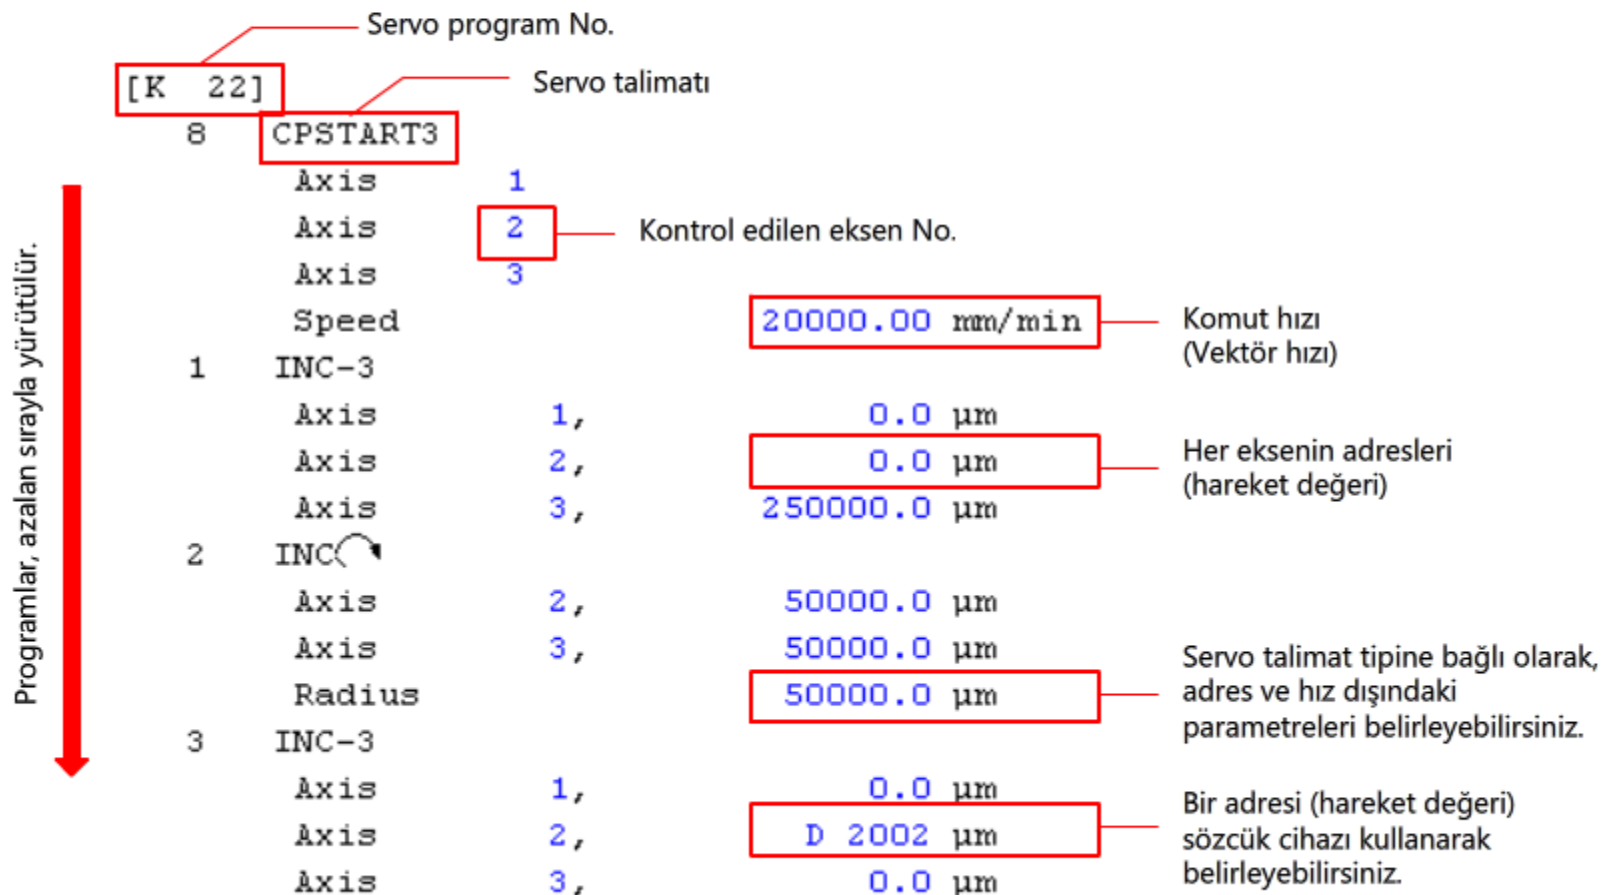 Servo program No.
[K 22]
Servo talimatı
8 CPSTART3
Axis 1
Axis 2
Kontrol edilen eksen No.
Axis 3
Speed 20000.00 mm/min
Komut hızı
(Vektör hızı)
1 INC-3
Axis 1, 0.0 µm
Axis 2, 0.0 µm
Her eksenin adresleri
(hareket değeri)
Axis 3, 250000.0 µm
2 INC
Axis 2, 50000.0 µm
Axis 3, 50000.0 µm
Radius 50000.0 µm
Servo talimat tipine bağlı olarak,
adres ve hız dışındaki
parametreleri belirleyebilirsiniz.
3 INC-3
Axis 1, 0.0 µm
Axis 2, D 2002 µm
Bir adresi (hareket değeri)
sözcük cihazı kullanarak
belirleyebilirsiniz.
Axis 3, 0.0 µm
Programlar, azalan sırayla yürütülür.